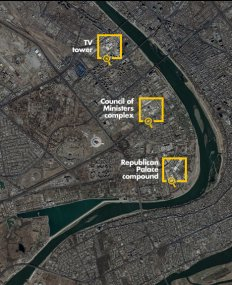 TV
tower
Council of
Ministers
complex
Republican
Palace
compound